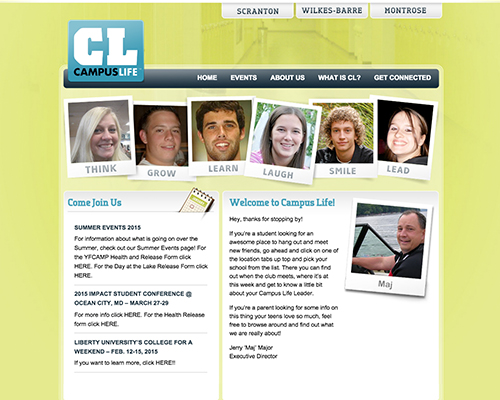 SCRANTON
WILKES-BARRE
MONTROSE
CL
CAMPUSLIFE
HOME
EVENTS
ABOUT US
WHAT IS CL?
GET CONNECTED
THINK
GROW
LEARN
LAUGH
SMILE
LEAD
Come Join Us
SUMMER EVENTS 2015
For information about what is going on over the
Summer, check out our Summer Events page! For
the YFCAMP Health and Release Form click
HERE. For the Day at the Lake Release Form click
HERE.
2015 IMPACT STUDENT CONFERENCE @
OCEAN CITY, MD – MARCH 27-29
For more info click HERE. For the Health Release
form click HERE.
LIBERTY UNIVERSITY'S COLLEGE FOR A
WEEKEND – FEB. 12-15, 2015
If you want to learn more, click HERE!!
Welcome to Campus Life!
Hey, thanks for stopping by!
If you're a student looking for an
awesome place to hang out and meet
new friends, go ahead and click on one of
the location tabs up top and pick your
school from the list. There you can find
out when the club meets, where it's at
this week and get to know a little bit
about your Campus Life Leader.
If you're a parent looking for some info on
this thing your teens love so much, feel
free to browse around and find out what
we are really about!
Jerry 'Maj' Major
Executive Director
Maj